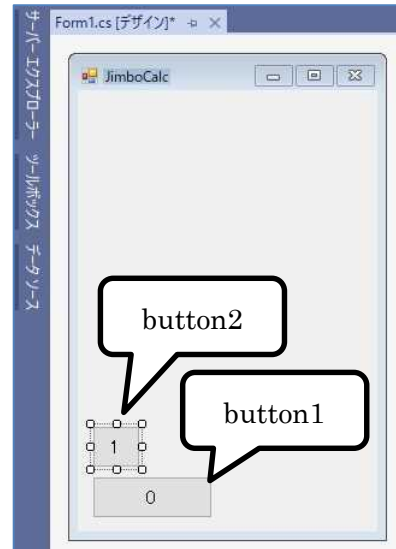 Form1.cs [デザイン]*
サーバー エクスプローラー
ツールボックス
データ ソース
JimboCalc
button2
button1
1
0